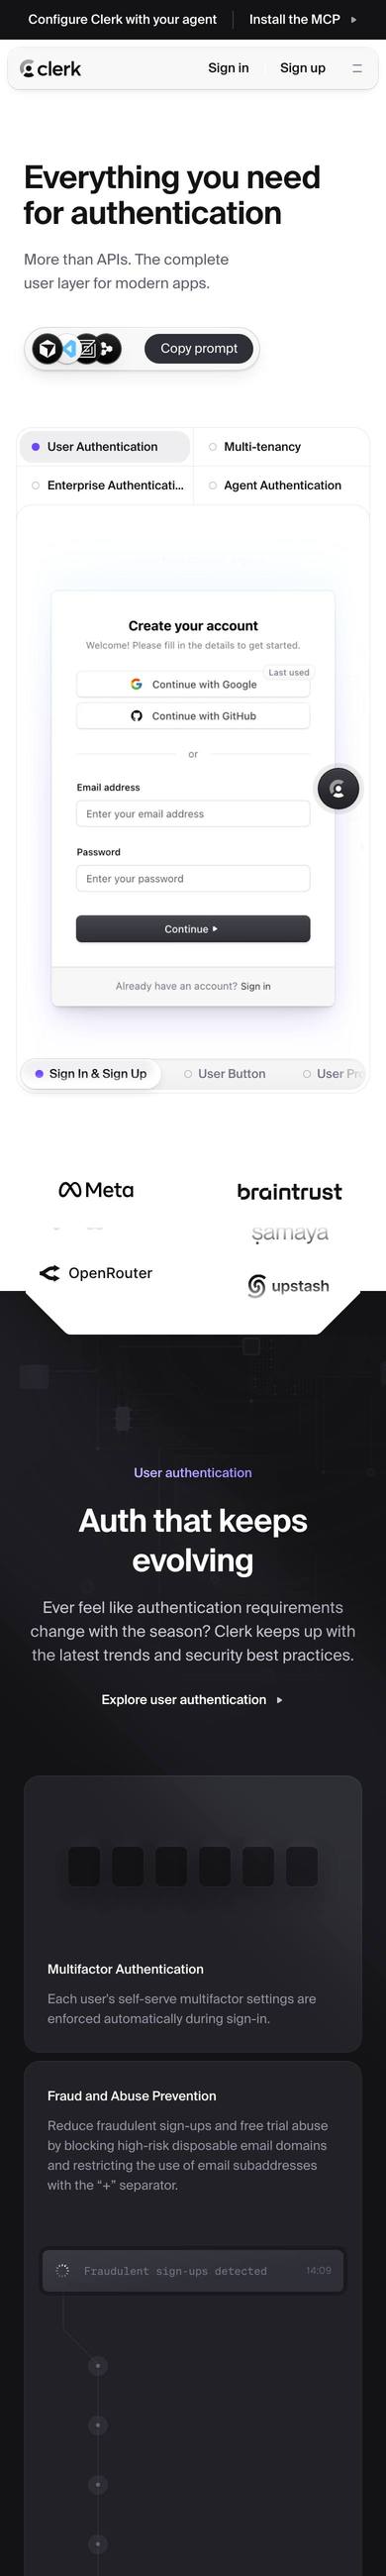 Configure Clerk with your agent
Install the MCP
clerk
Sign in
Sign up
Everything you need
for authentication
More than APIs. The complete
user layer for modern apps.
Copy prompt
User Authentication
Multi-tenancy
Enterprise Authenticati...
Agent Authentication
Create your account
Welcome! Please fill in the details to get started.
Last used
Continue with Google
Continue with GitHub
or
Email address
Enter your email address
Password
Enter your password
Continue
Already have an account? Sign in
Sign In & Sign Up
User Button
User Pro
Meta
braintrust
samaya
OpenRouter
upstash
User authentication
Auth that keeps
evolving
Ever feel like authentication requirements
change with the season? Clerk keeps up with
the latest trends and security best practices.
Explore user authentication
Multifactor Authentication
Each user's self-serve multifactor settings are
enforced automatically during sign-in.
Fraud and Abuse Prevention
Reduce fraudulent sign-ups and free trial abuse
by blocking high-risk disposable email domains
and restricting the use of email subaddresses
with the “+” separator.
Fraudulent sign-ups detected
14:09